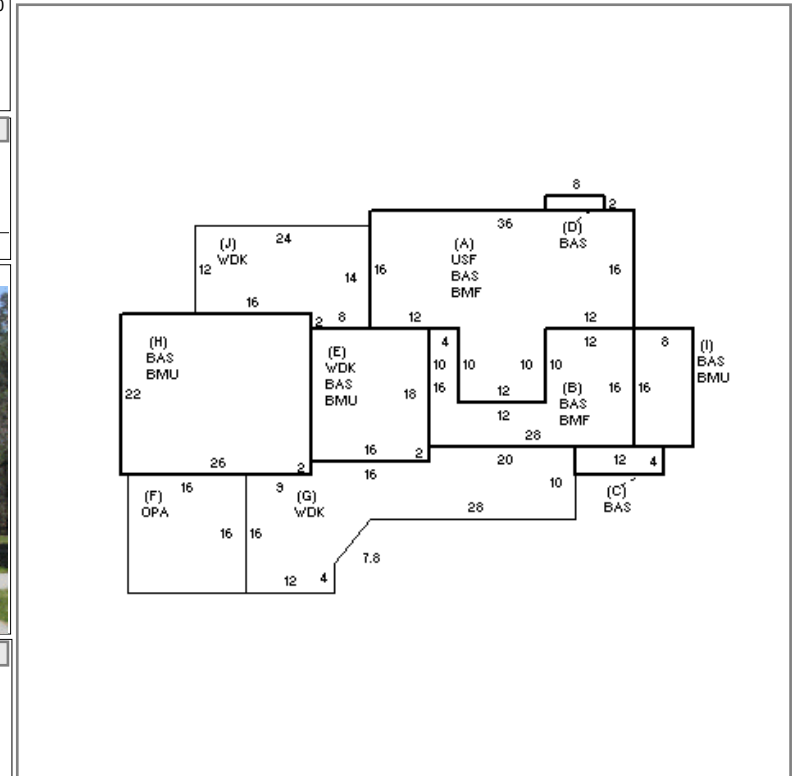 8
2
36
(D)
BAS
(A)
USF
BAS
BMF
16
16
24
(J)
WDK
12
14
16
2
8
12
12
(H)
BAS
BMU
22
26
2
(E)
WDK
BAS
BMU
18
16
2
4
10
16
10
12
12
10
10
12
(B)
BAS
BMF
16
28
8
16
(I)
BAS
BMU
16
(F)
OPA
16
16
9
(G)
WDK
16
12
4
7.8
28
20
10
12
4
(C)
BAS